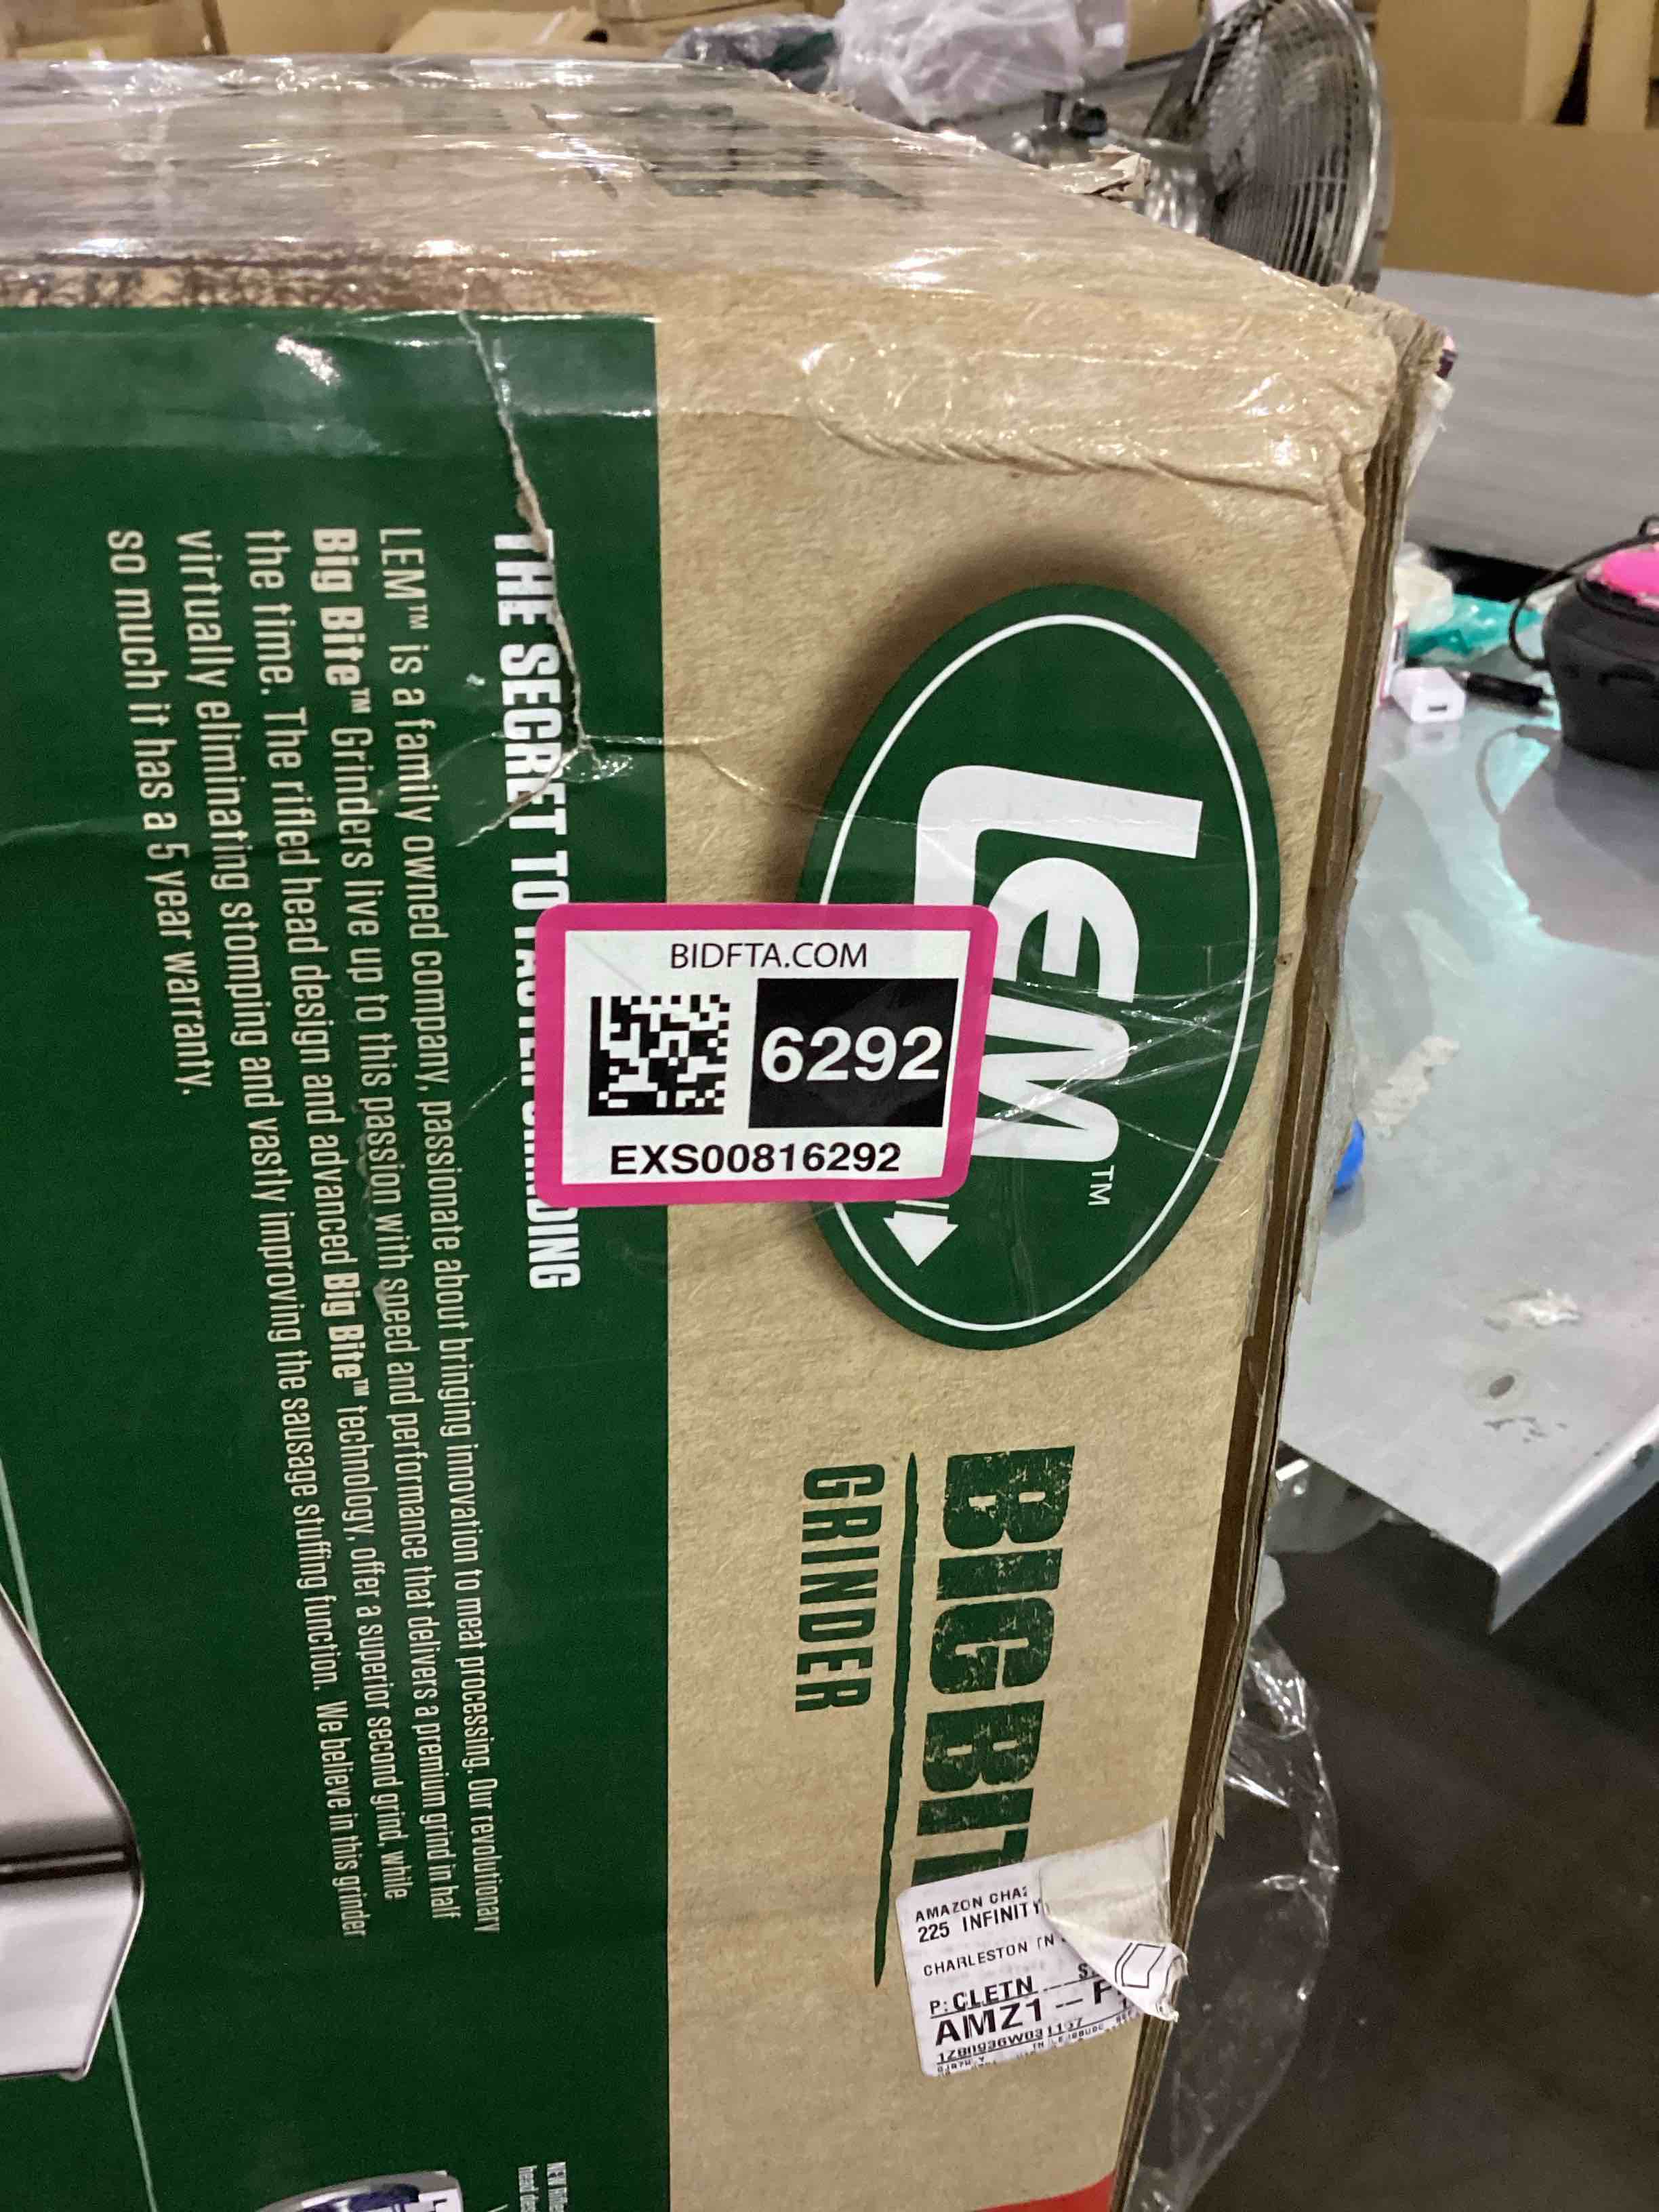 LEM™
BIG BIT
GRINDER
THE SECRET TO GRINDING
LEM™ is a family owned company, passionate about bringing innovation to meat processing. Our revolutionary
Big Bite™ Grinders live up to this passion with speed and performance that delivers a premium grind in half
the time. The rifled head design and advanced Big Bite™ technology, offer a superior second grind, while
virtually eliminating stomping and vastly improving the sausage stuffing function. We believe in this grinder
so much it has a 5 year warranty.
BIDFTA.COM
6292
EXS00816292
AMAZON
225 INFINITY
CHARLESTON TN
P: CLETN
AMZ1 --